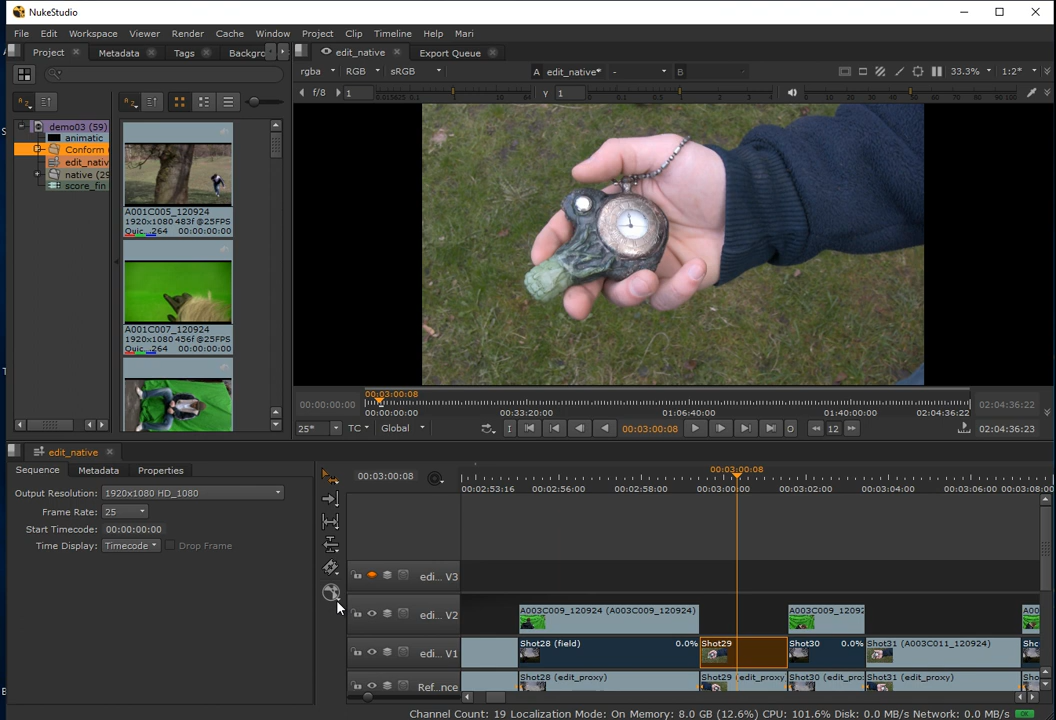 NukeStudio
File Edit Workspace Viewer Render Cache Window Project Clip Timeline Help Mari
Project Metadata Tags Backgro
edit_native Export Queue
rgba RGB sRGB A edit_native* - B 33.3% 1:2*
f/8 1 Y 1
demo03 (59)
animatic
Conform
edit_nativ
native (29
score_fin
A001C005_120924
1920x1080 483f @25FPS
Quic...264 00:00:00:00
A001C007_120924
1920x1080 456f @25FPS
Quic...264 00:00:00:00
00:03:00:08
00:00:00:00 00:00:00:00 00:33:20:00 01:06:40:00 01:40:00:00 02:04:36:22 02:04:36:22
25* TC Global I 00:03:00:08 O 12 02:04:36:23
edit_native
Sequence Metadata Properties
Output Resolution: 1920x1080 HD_1080
Frame Rate: 25
Start Timecode: 00:00:00:00
Time Display: Timecode Drop Frame
00:03:00:08
00:03:00:08
00:02:53:16 00:02:56:00 00:02:58:00 00:03:00:00 00:03:02:00 00:03:04:00 00:03:06:00 00:03:08:00
edi... V3
edi... V2 A003C009_120924 (A003C009_120924) A003C009_1209 A00
edi... V1 Shot28 (field) 0.0% Shot29 Shot30 0.0% Shot31 (A003C011_120924) Sho
Ref...nce Shot28 (edit_proxy) Shot29 (edit_proxy Shot30 (edit_pro: Shot31 (edit_proxy) Sho
Channel Count: 19 Localization Mode: On Memory: 8.0 GB (12.6%) CPU: 101.6% Disk: 0.0 MB/s Network: 0.0 MB/s OK